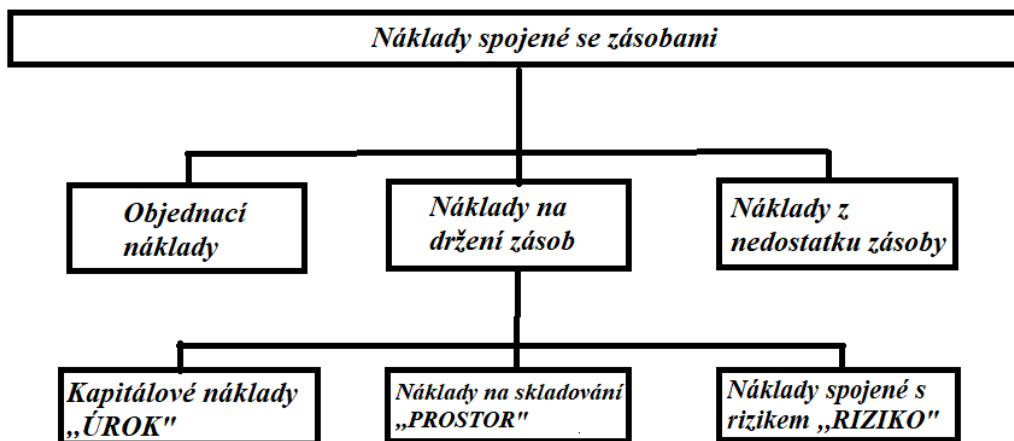 Náklady spojené se zásobami
Objednací
náklady
Náklady na
držení zásob
Náklady z
nedostatku zásoby
Kapitálové náklady
,,ÚROK"
Náklady na skladování
,,PROSTOR"
Náklady spojené s
rizikem ,,RIZIKO"